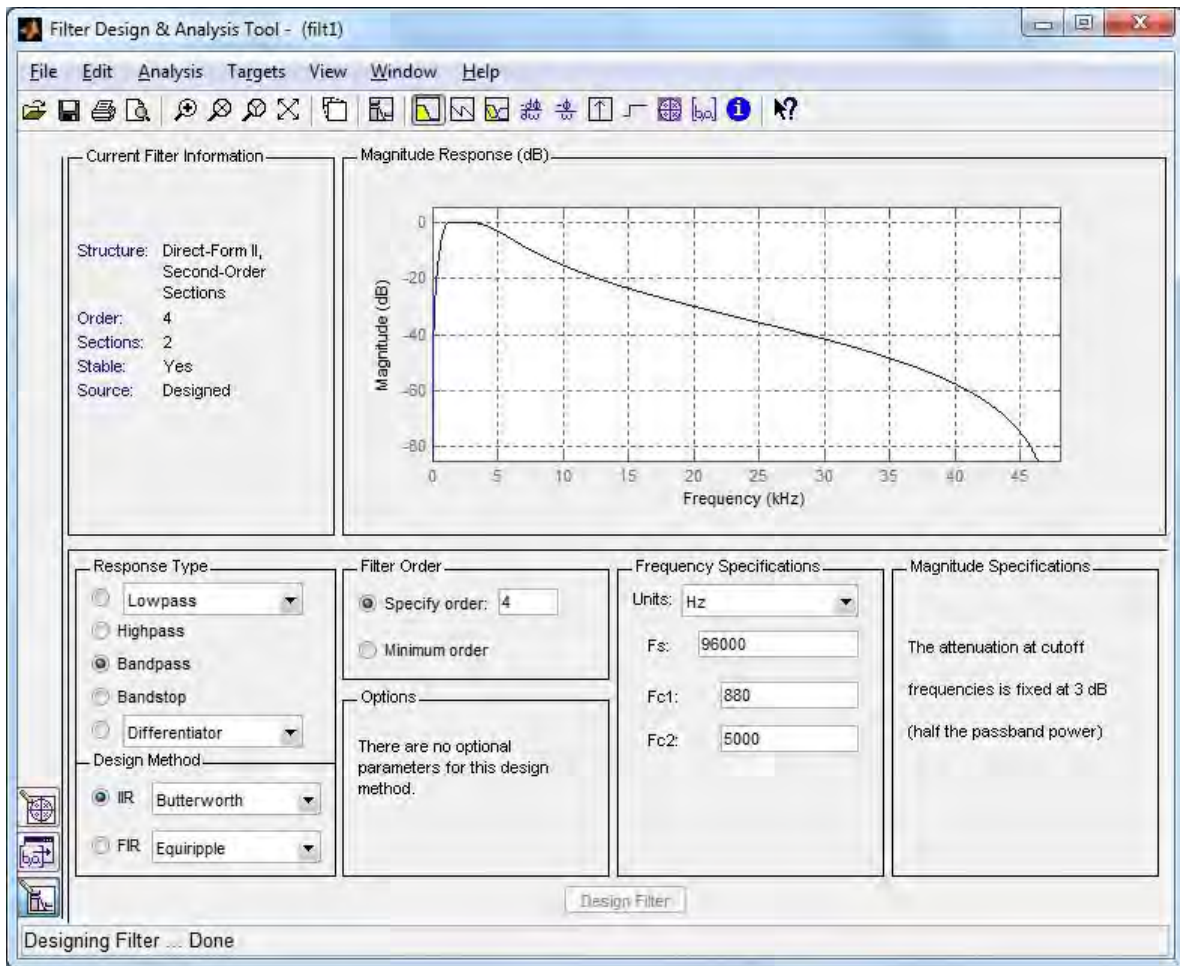 Filter Design & Analysis Tool - (filt1)
File Edit Analysis Targets View Window Help
Current Filter Information
Structure: Direct-Form II,
Second-Order
Sections
Order: 4
Sections: 2
Stable: Yes
Source: Designed
Magnitude Response (dB)
0
-20
-40
-60
-80
Magnitude (dB)
0 5 10 15 20 25 30 35 40 45
Frequency (kHz)
Response Type
Lowpass
Highpass
Bandpass
Bandstop
Differentiator
Design Method
IIR Butterworth
FIR Equiripple
Filter Order
Specify order: 4
Minimum order
Options
There are no optional
parameters for this design
method.
Frequency Specifications
Units: Hz
Fs: 96000
Fc1: 880
Fc2: 5000
Magnitude Specifications
The attenuation at cutoff
frequencies is fixed at 3 dB
(half the passband power)
Design Filter
Designing Filter ... Done